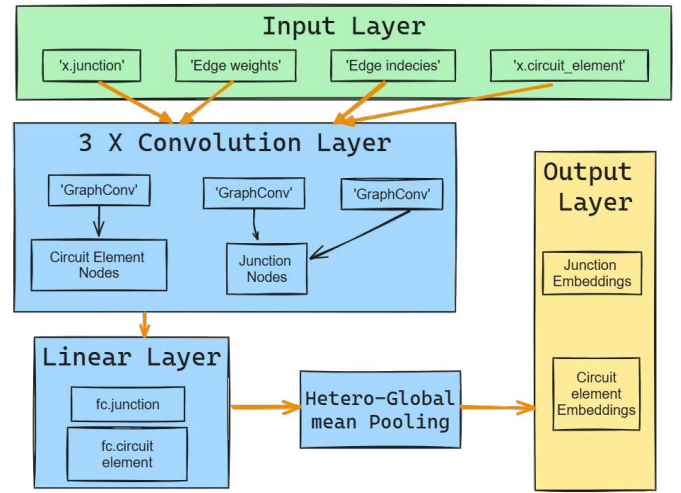 Input Layer
'x.junction'
'Edge weights'
'Edge indecies'
'x.circuit_element'
3 X Convolution Layer
'GraphConv'
'GraphConv'
'GraphConv'
Circuit Element
Nodes
Junction
Nodes
Linear Layer
fc.junction
fc.circuit
element
Hetero-Global
mean Pooling
Output
Layer
Junction
Embeddings
Circuit
element
Embeddings